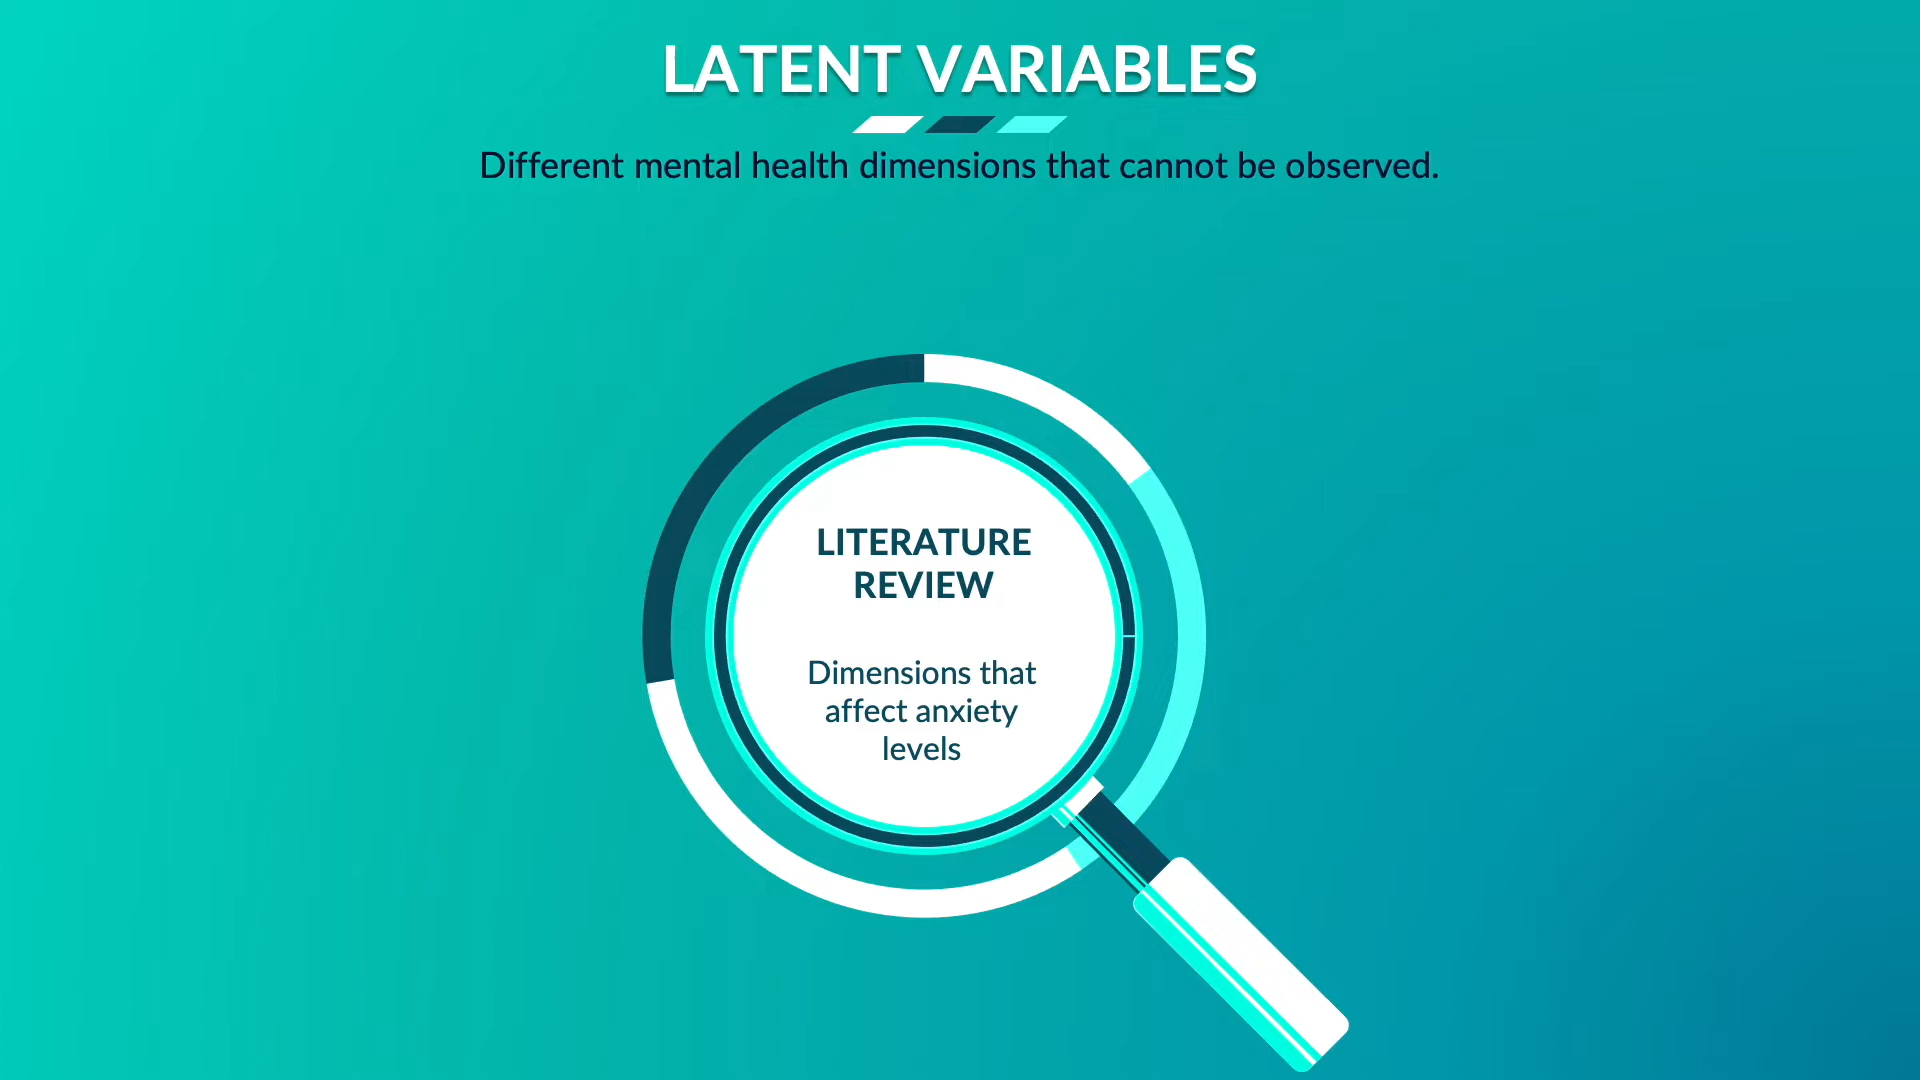 LATENT VARIABLES
Different mental health dimensions that cannot be observed.
LITERATURE
REVIEW
Dimensions that
affect anxiety
levels